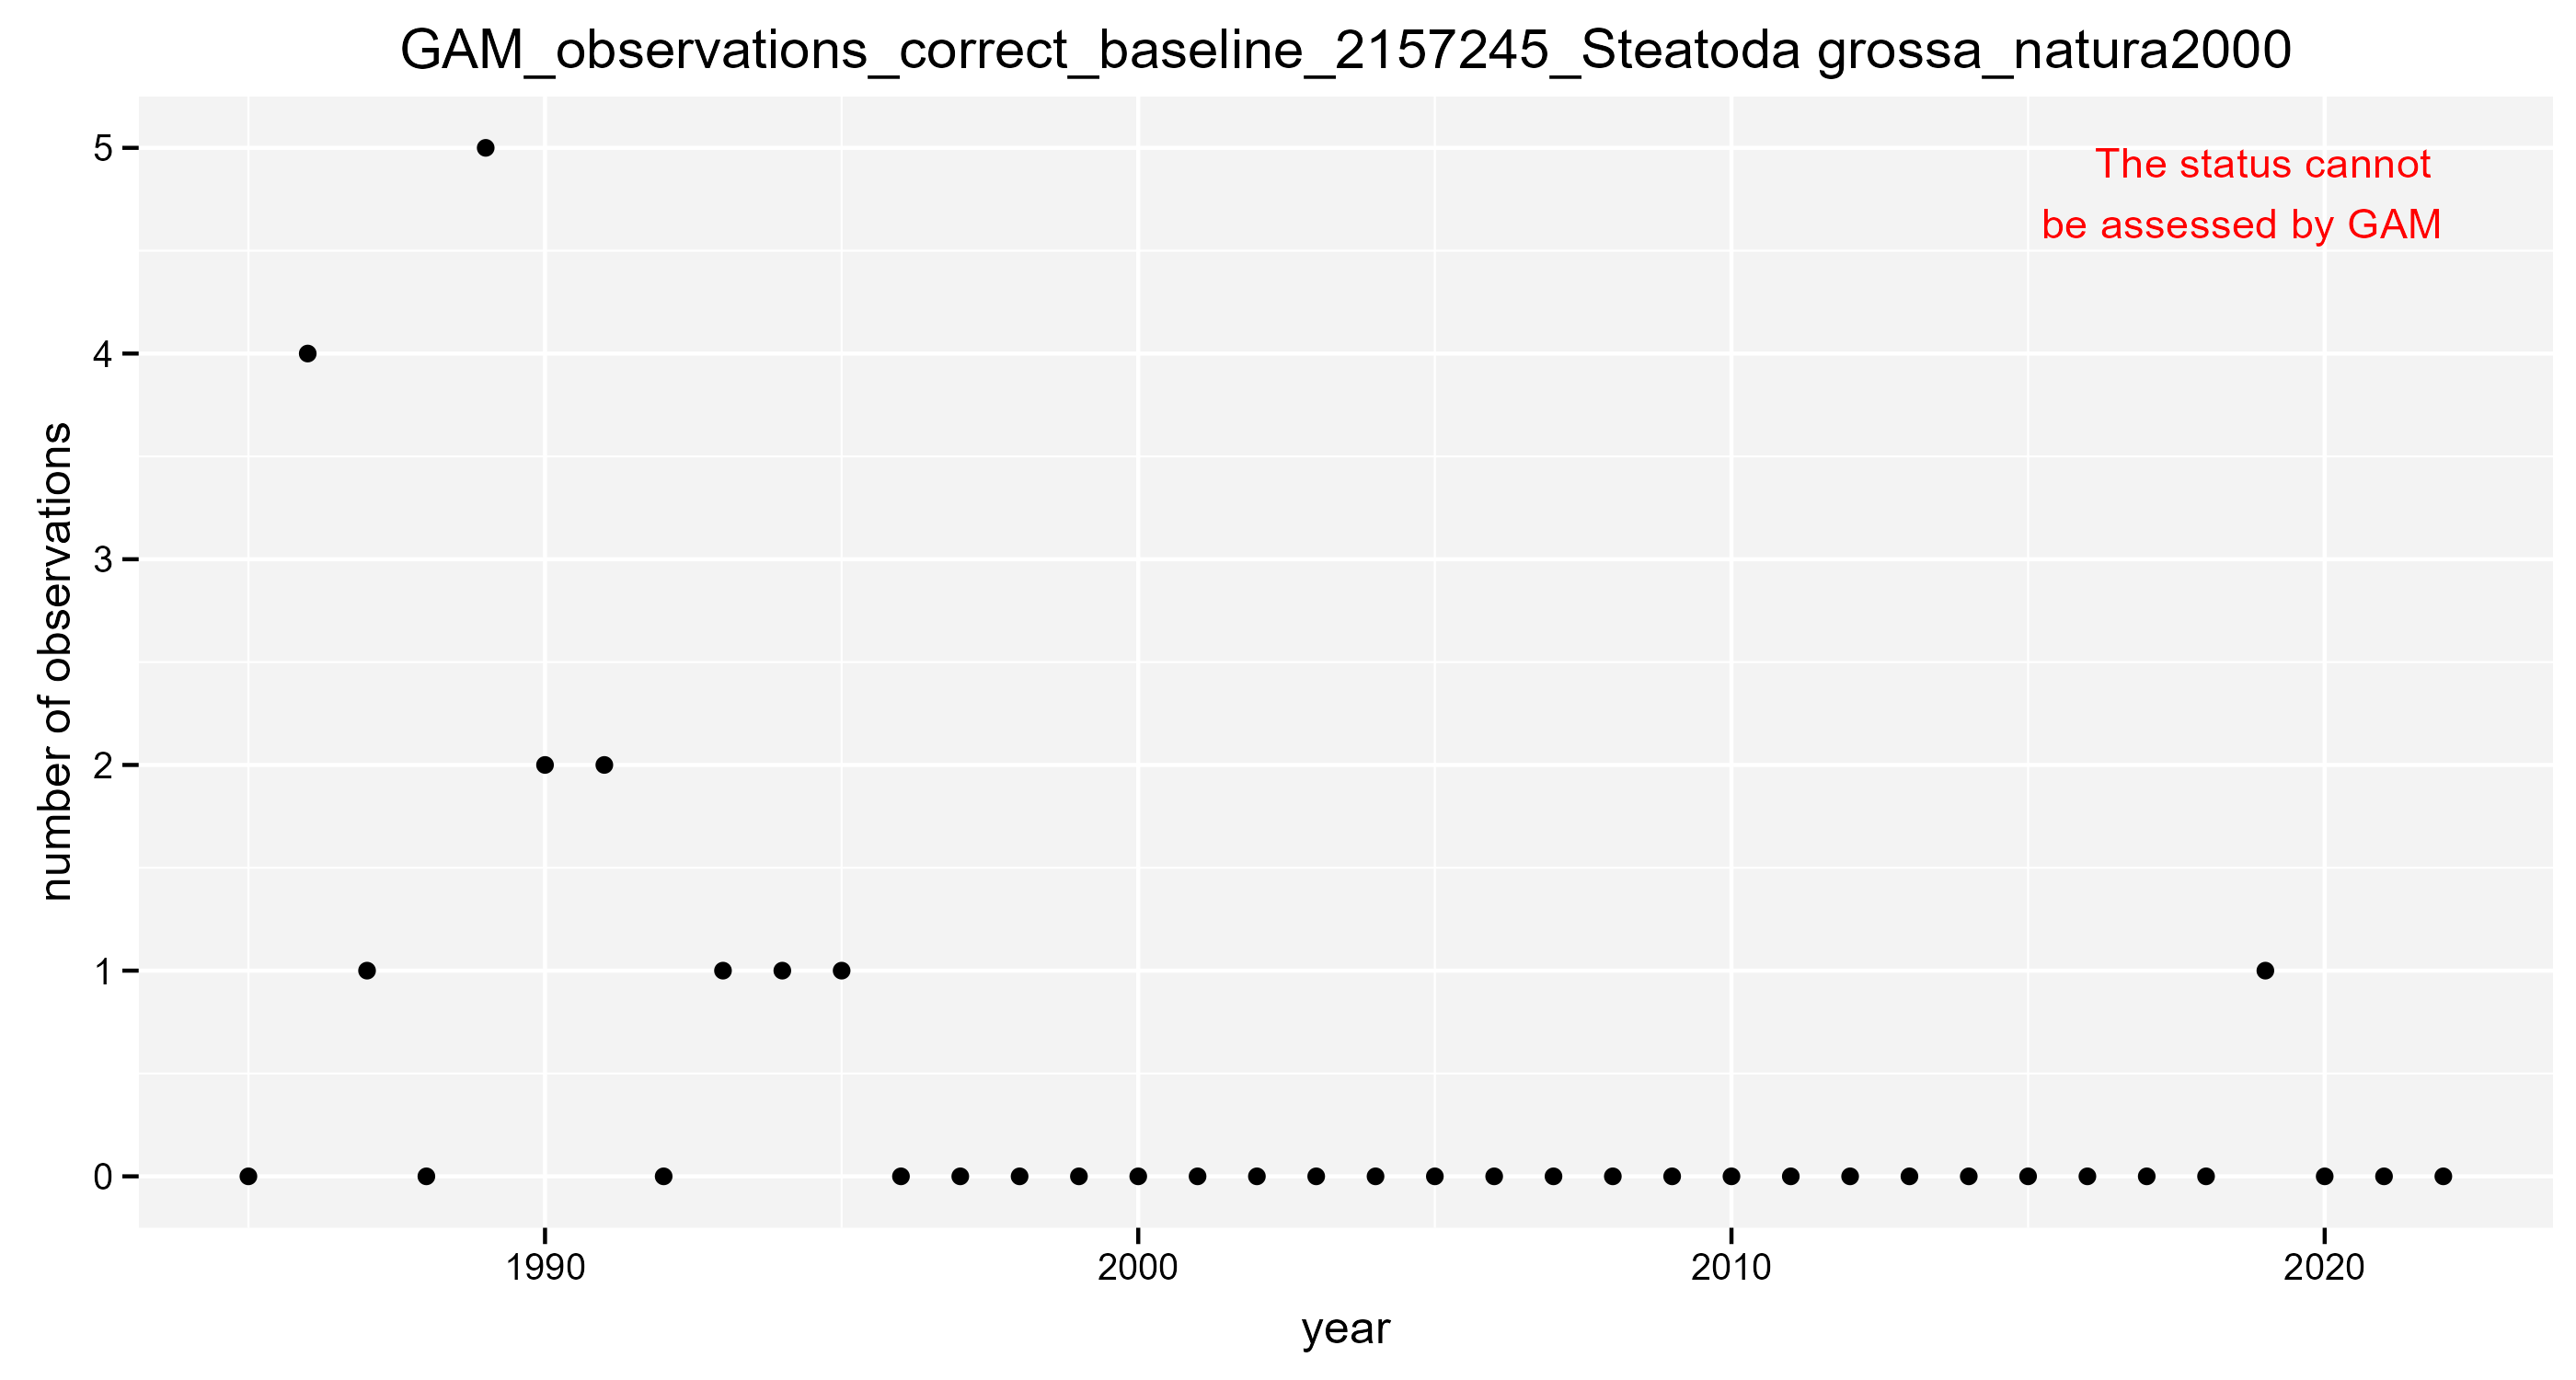 GAM_observations_correct_baseline_2157245_Steatoda grossa_natura2000
The status cannot
be assessed by GAM
number of observations
5
4
3
2
1
0
1990 2000 2010 2020
year